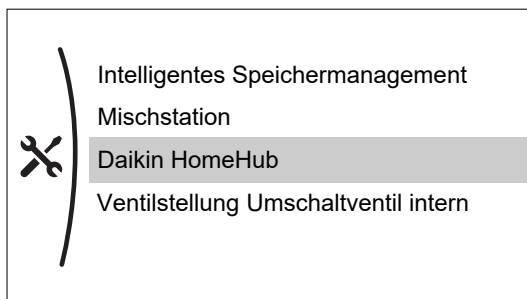 Intelligentes Speichermanagement
Mischstation
Daikin HomeHub
Ventilstellung Umschaltventil intern